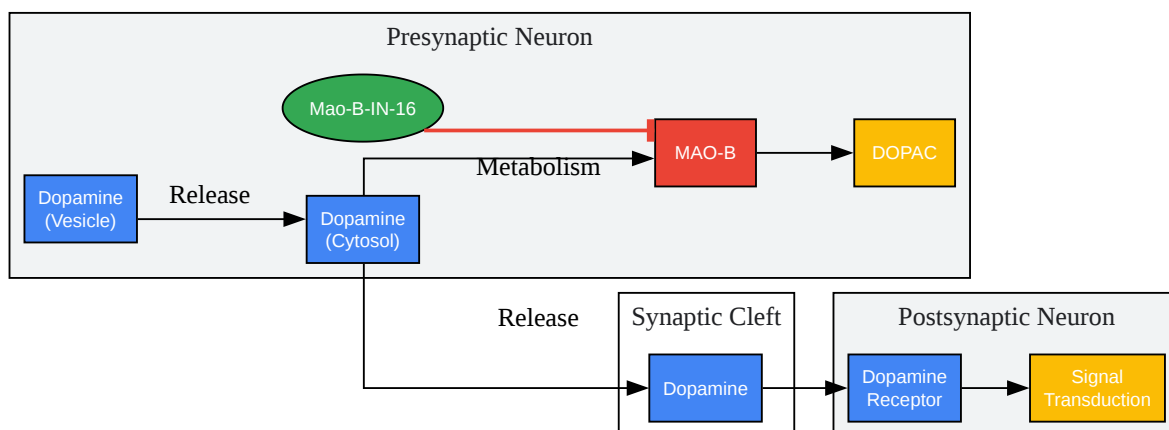 Presynaptic Neuron
Mao-B-IN-16
MAO-B
DOPAC
Metabolism
Dopamine
(Vesicle)
Release
Dopamine
(Cytosol)
Release
Synaptic Cleft
Dopamine
Postsynaptic Neuron
Dopamine
Receptor
Signal
Transduction